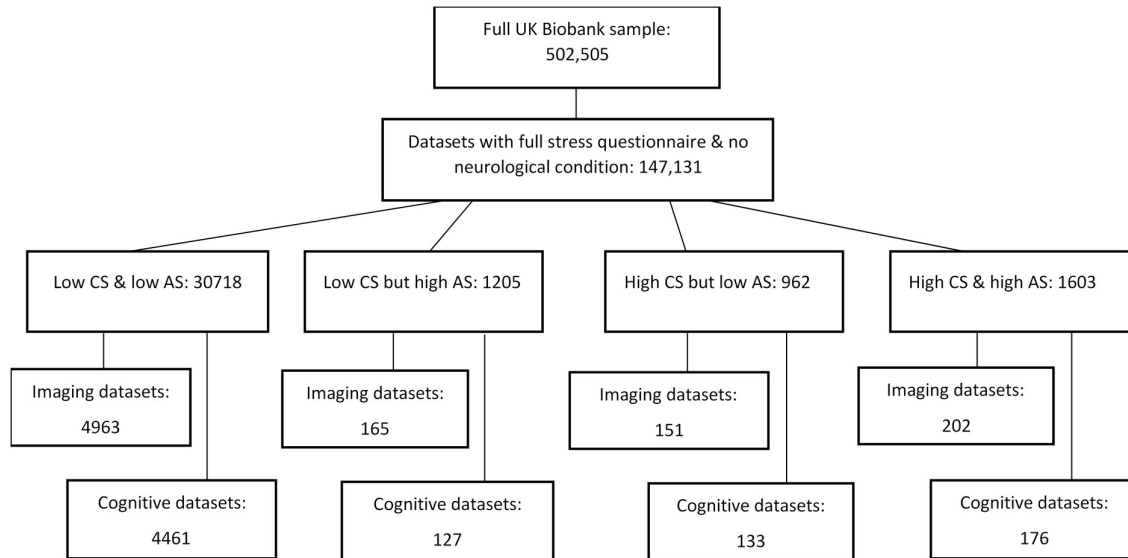 Full UK Biobank sample:
502,505
Datasets with full stress questionnaire & no
neurological condition: 147,131
Low CS & low AS: 30718
Low CS but high AS: 1205
High CS but low AS: 962
High CS & high AS: 1603
Imaging datasets:
4963
Imaging datasets:
165
Imaging datasets:
151
Imaging datasets:
202
Cognitive datasets:
4461
Cognitive datasets:
127
Cognitive datasets:
133
Cognitive datasets:
176